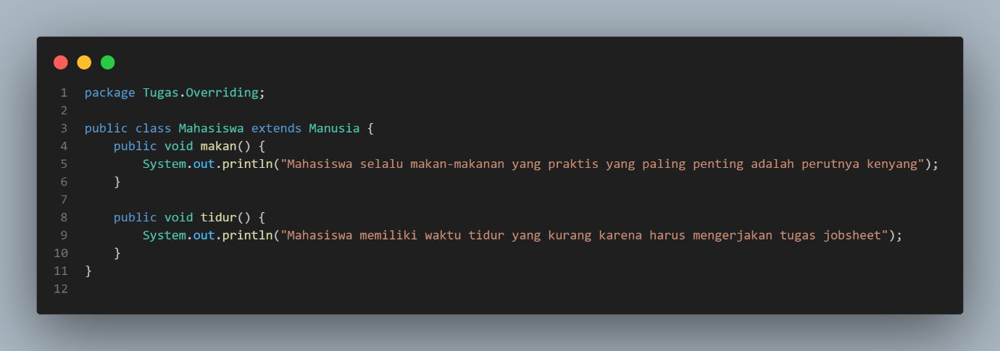 1 package Tugas.Overriding;
2
3 public class Mahasiswa extends Manusia {
4     public void makan() {
5         System.out.println("Mahasiswa selalu makan-makanan yang praktis yang paling penting adalah perutnya kenyang");
6     }
7
8     public void tidur() {
9         System.out.println("Mahasiswa memiliki waktu tidur yang kurang karena harus mengerjakan tugas jobsheet");
10     }
11 }
12